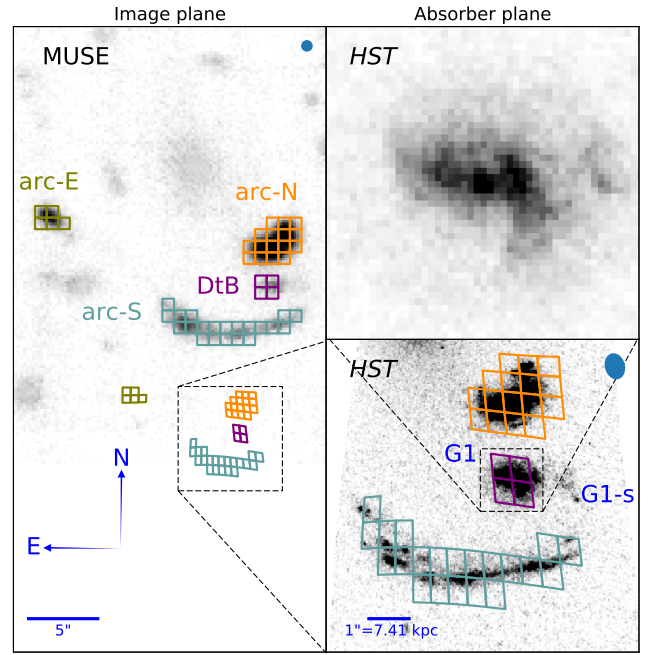 Image plane
Absorber plane
MUSE
HST
arc-E
arc-N
DtB
arc-S
HST
G1
G1-s
N
E
5"
1"=7.41 kpc